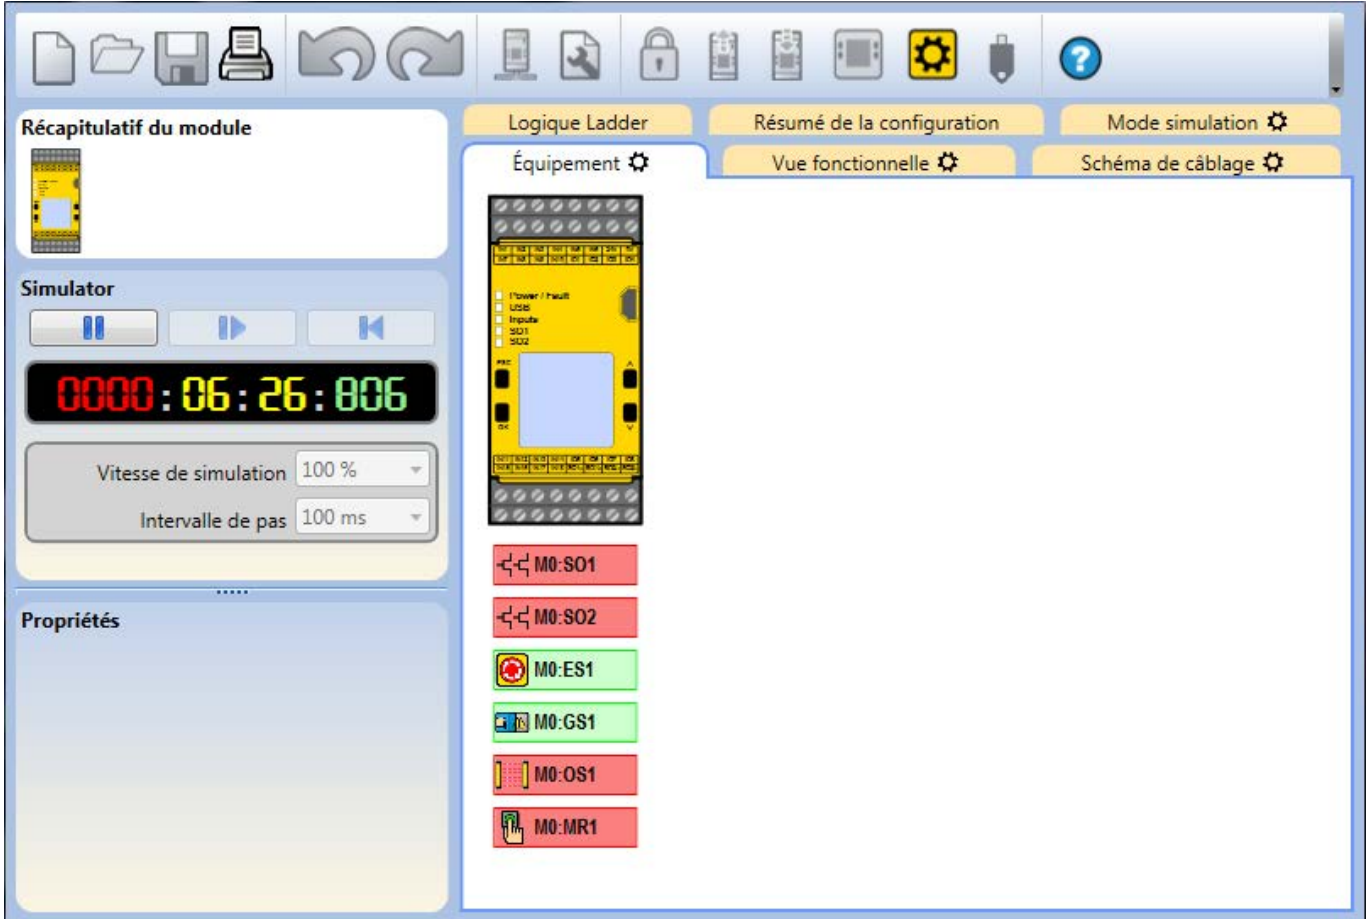 Récapitulatif du module
Simulator
0000:06:26:806
Vitesse de simulation 100 %
Intervalle de pas 100 ms
Propriétés
Logique Ladder
Résumé de la configuration
Mode simulation
Équipement
Vue fonctionnelle
Schéma de câblage
Power / Fault
USB
Inputs
SO1
SO2
ESC
OK
M0:SO1
M0:SO2
M0:ES1
M0:GS1
M0:OS1
M0:MR1